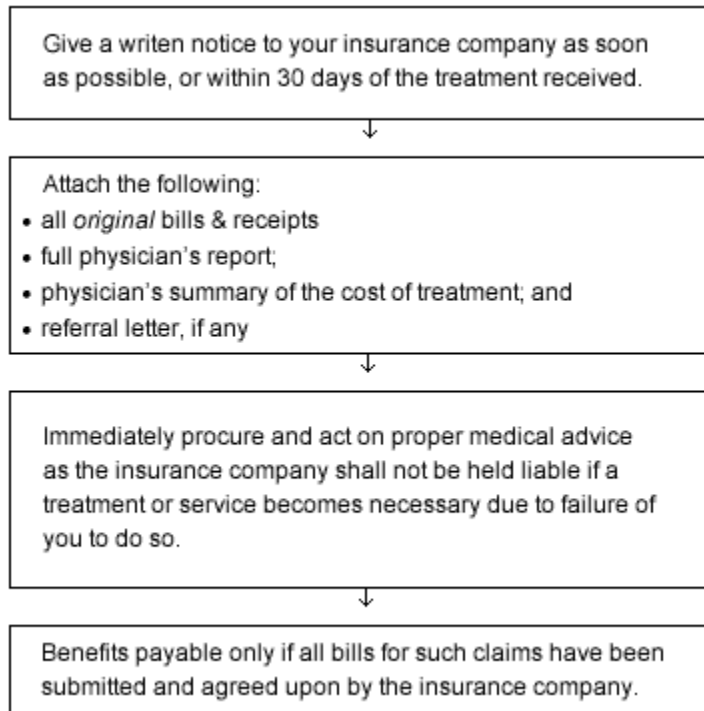 Give a writen notice to your insurance company as soon
as possible, or within 30 days of the treatment received.
Attach the following:
• all original bills & receipts
• full physician's report;
• physician's summary of the cost of treatment; and
• referral letter, if any
Immediately procure and act on proper medical advice
as the insurance company shall not be held liable if a
treatment or service becomes necessary due to failure of
you to do so.
Benefits payable only if all bills for such claims have been
submitted and agreed upon by the insurance company.